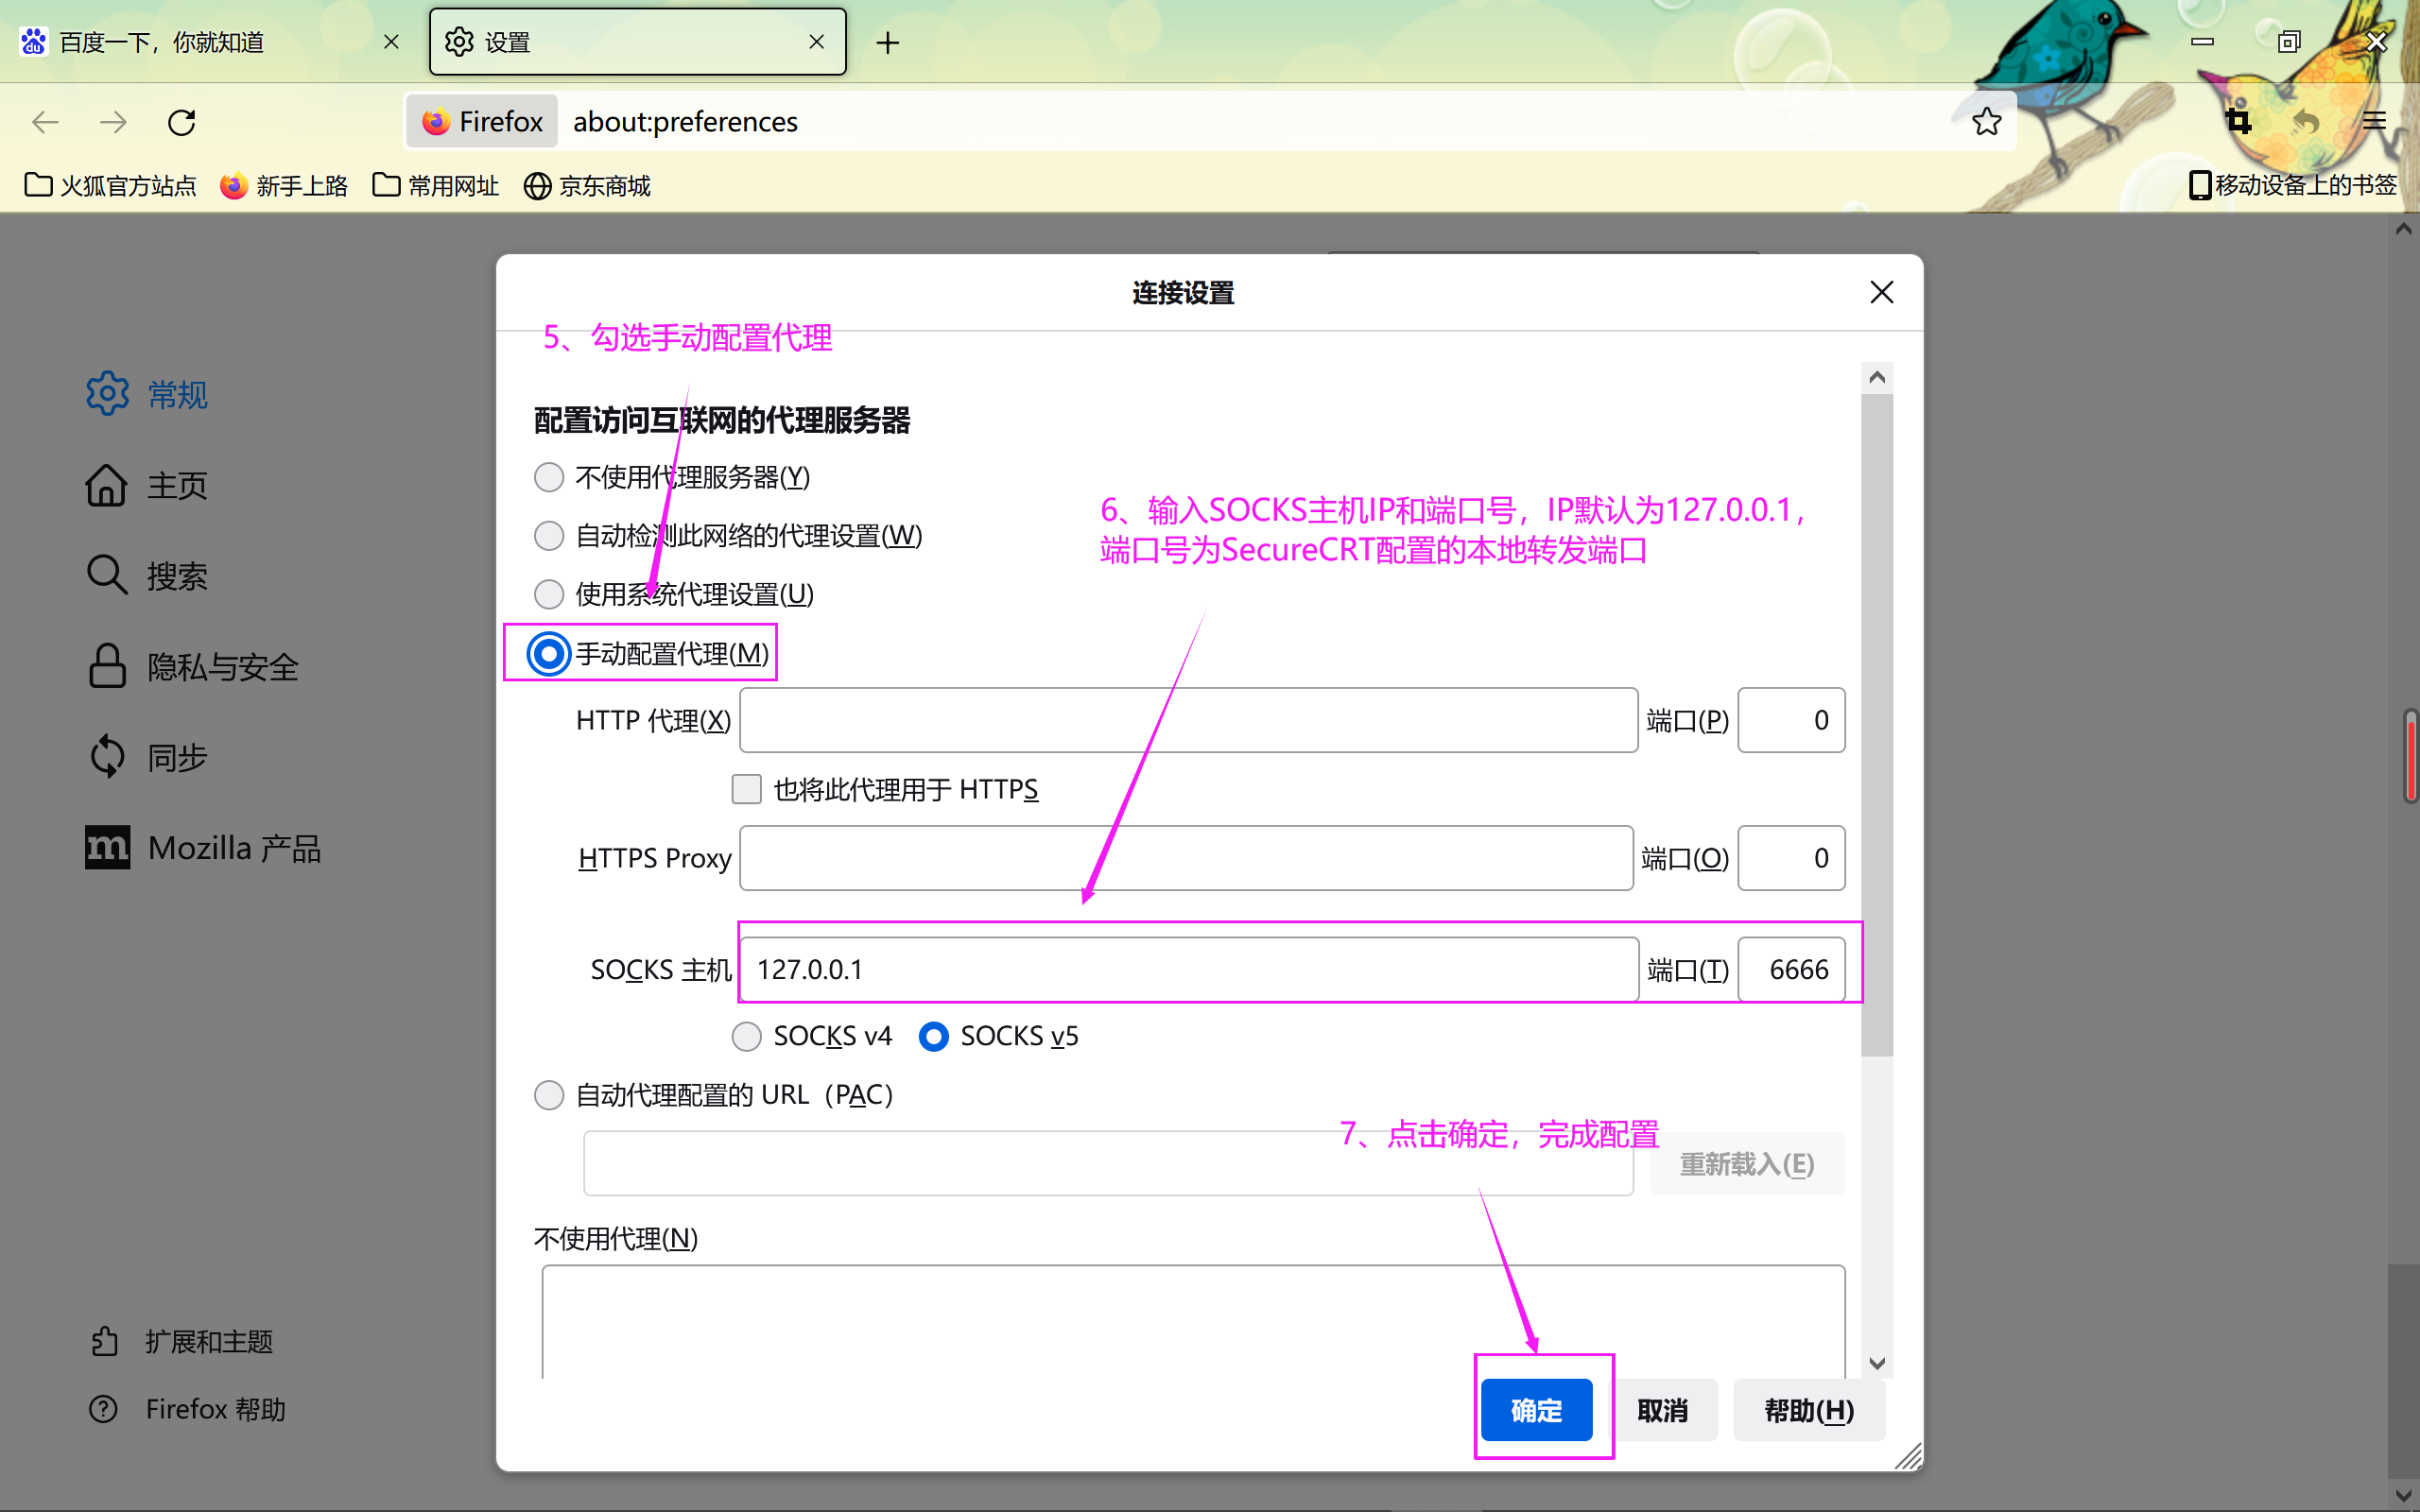 百度一下，你就知道
设置
Firefox about:preferences
火狐官方站点 新手上路 常用网址 京东商城 移动设备上的书签
连接设置
5、勾选手动配置代理
常规
主页
搜索
隐私与安全
同步
Mozilla 产品
扩展和主题
Firefox 帮助
配置访问互联网的代理服务器
不使用代理服务器(Y)
自动检测此网络的代理设置(W)
6、输入SOCKS主机IP和端口号，IP默认为127.0.0.1，
端口号为SecureCRT配置的本地转发端口
使用系统代理设置(U)
手动配置代理(M)
HTTP 代理(X) 端口(P) 0
也将此代理用于 HTTPS
HTTPS Proxy 端口(O) 0
SOCKS 主机 127.0.0.1 端口(T) 6666
SOCKS v4 SOCKS v5
自动代理配置的 URL（PAC）
7、点击确定，完成配置
重新载入(E)
不使用代理(N)
确定 取消 帮助(H)